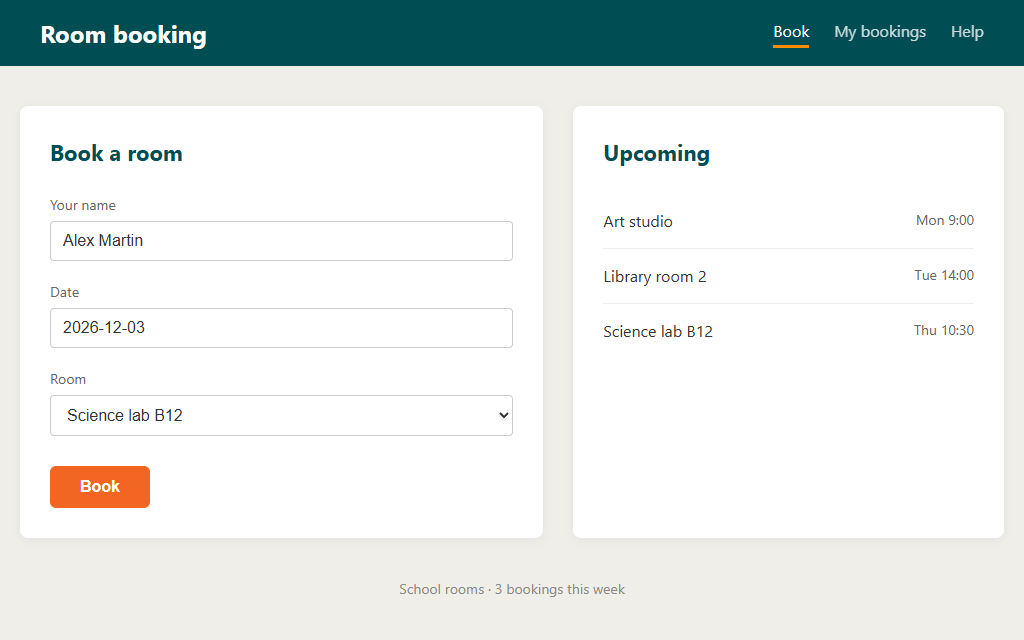 Room booking
Book My bookings Help
Book a room
Your name
Alex Martin
Date
2026-12-03
Room
Science lab B12
Book
Upcoming
Art studio Mon 9:00
Library room 2 Tue 14:00
Science lab B12 Thu 10:30
School rooms · 3 bookings this week